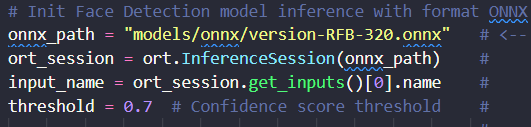 # Init Face Detection model inference with format ONNX
onnx_path = "models/onnx/version-RFB-320.onnx" # <--
ort_session = ort.InferenceSession(onnx_path) #
input_name = ort_session.get_inputs()[0].name #
threshold = 0.7 # Confidence score threshold #